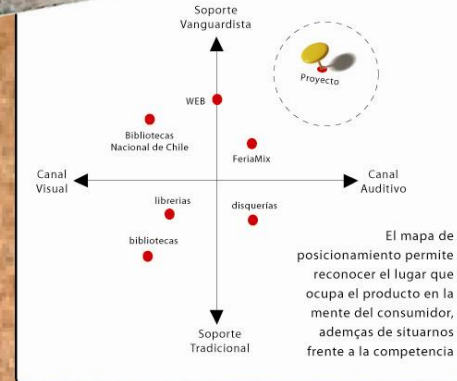 Soporte
Vanguardista
Proyecto
WEB
Bibliotecas
Nacional de Chile
FeriaMix
Canal
Visual
Canal
Auditivo
librerias
disquerías
bibliotecas
El mapa de
posicionamiento permite
reconocer el lugar que
ocupa el producto en la
mente del consumidor,
ademças de situarnos
frente a la competencia
Soporte
Tradicional